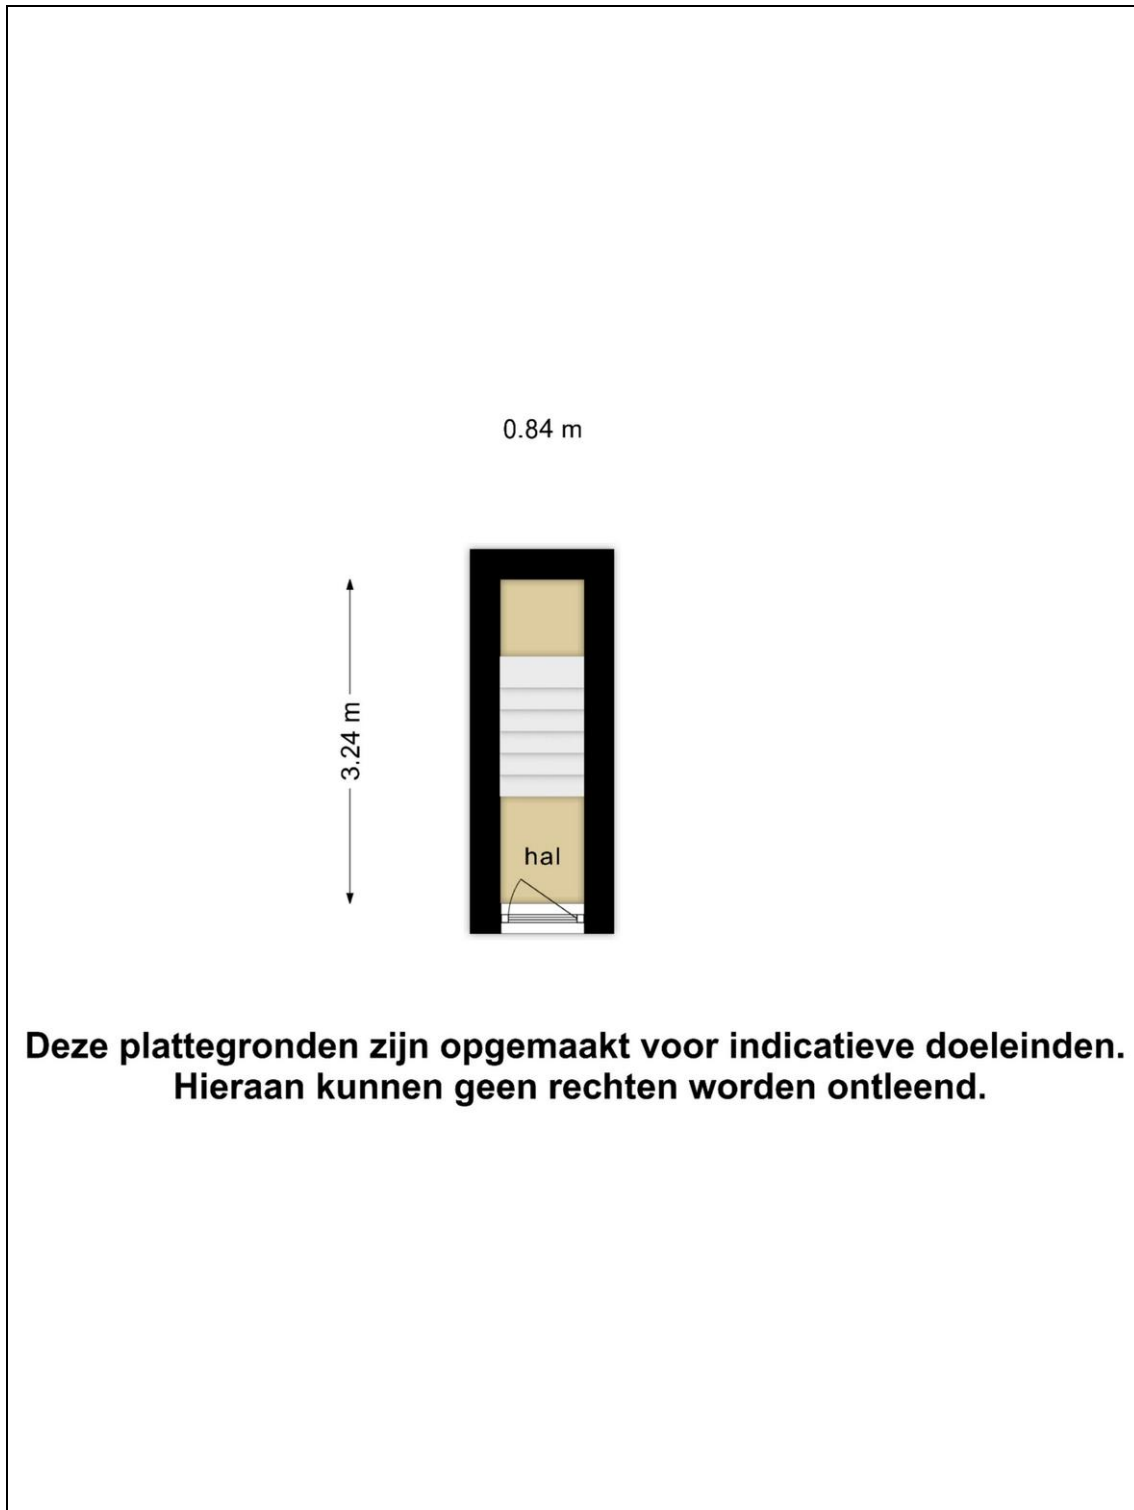 0.84 m
3.24 m
hal
Deze plattegronden zijn opgemaakt voor indicatieve doeleinden.
Hieraan kunnen geen rechten worden ontleend.